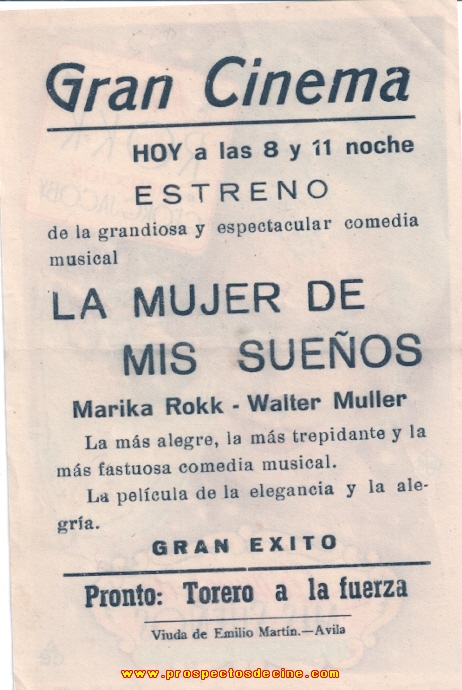 Gran Cinema
HOY a las 8 y 11 noche
ESTRENO
de la grandiosa y espectacular comedia
musical
LA MUJER DE
MIS SUEÑOS
Marika Rokk - Walter Muller
La más alegre, la más trepidante y la
más fastuosa comedia musical.
La película de la elegancia y la ale-
gría.
GRAN EXITO
Pronto: Torero a la fuerza
Viuda de Emilio Martín.—Avila
www.prospectosdecine.com